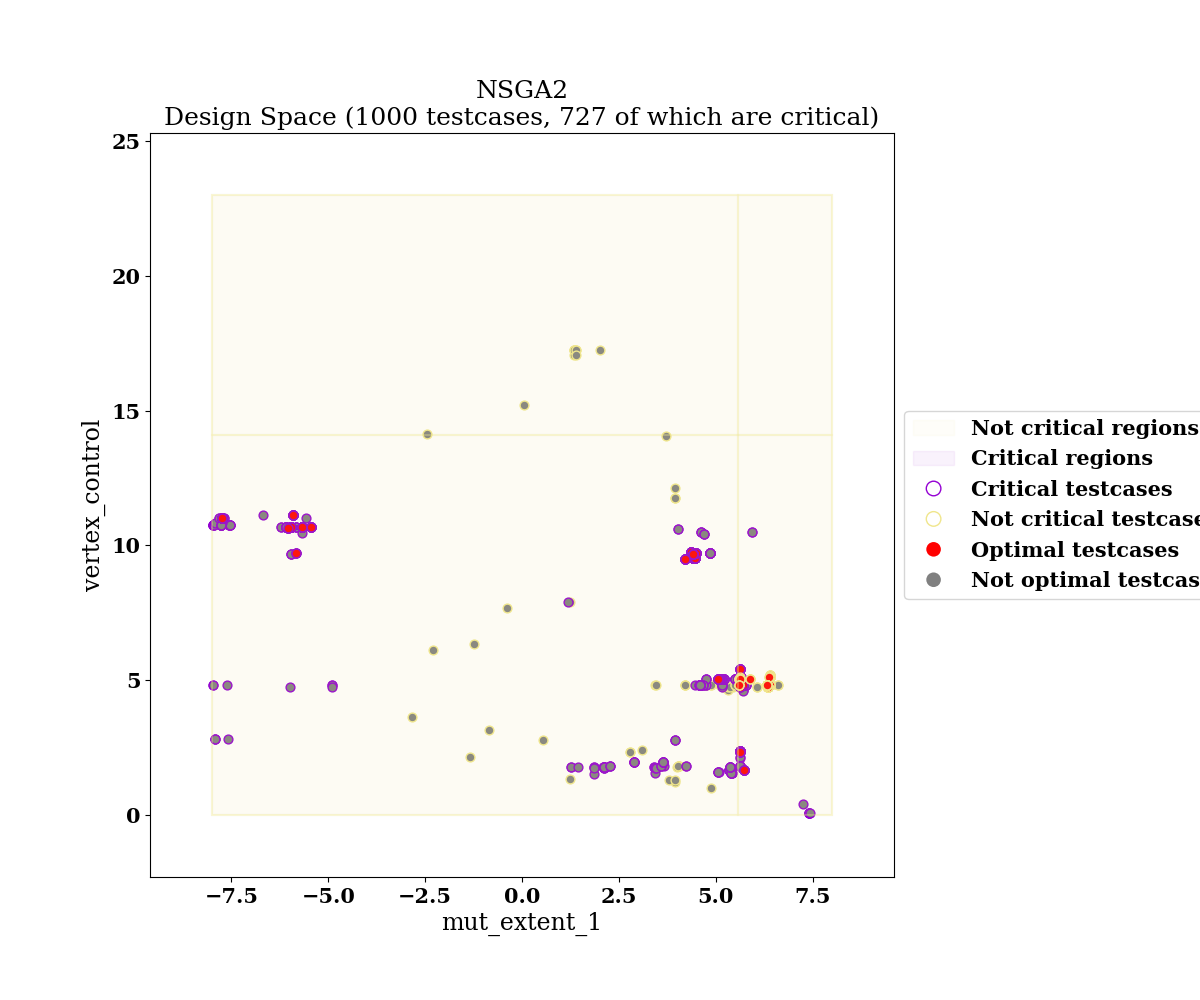 NSGA2
Design Space (1000 testcases, 727 of which are critical)
25
20
15
10
5
0
vertex_control
−7.5
−5.0
−2.5
0.0
2.5
5.0
7.5
mut_extent_1
Not critical regions
Critical regions
Critical testcases
Not critical testcase
Optimal testcases
Not optimal testcas